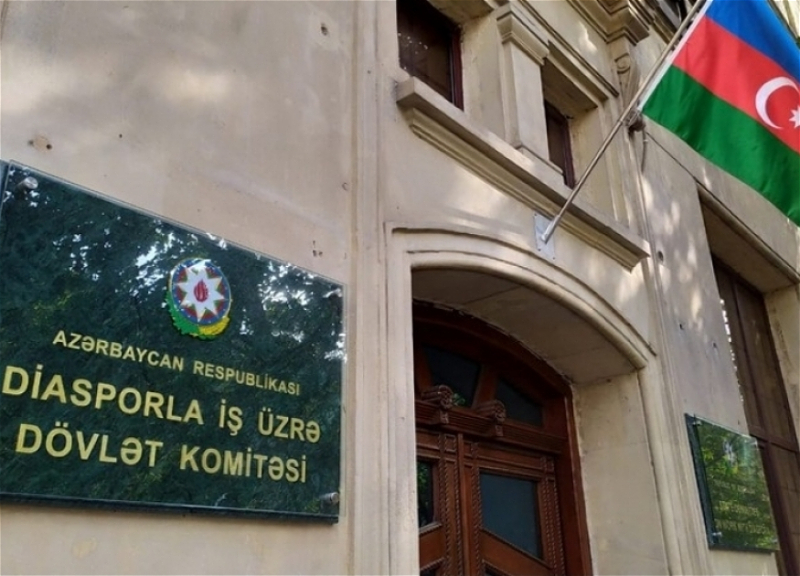 AZƏRBAYCAN RESPUBLİKASI
DİASPORLA İŞ ÜZRƏ
DÖVLƏT KOMİTƏSİ